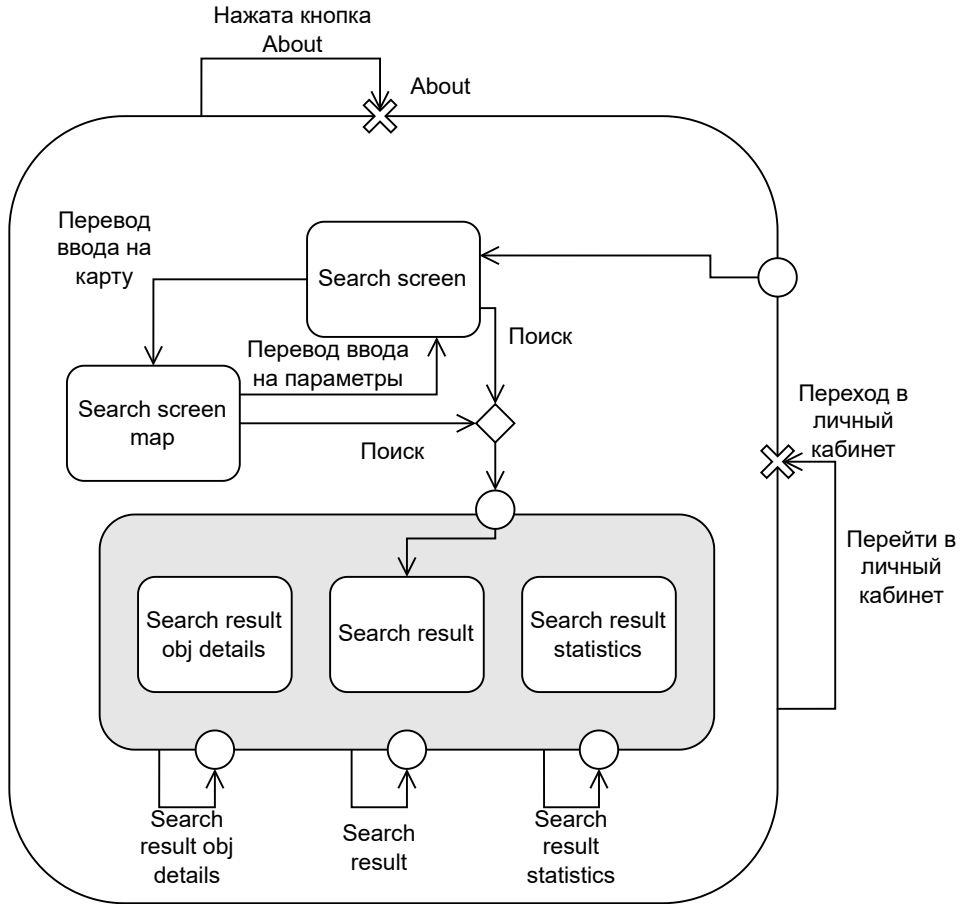 Нажата кнопка
About
About
Перевод
ввода на
карту
Search screen
Поиск
Перевод ввода
на параметры
Search screen
map
Поиск
Переход в
личный
кабинет
Перейти в
личный
кабинет
Search result
obj details
Search result
Search result
statistics
Search
result obj
details
Search
result
Search
result
statistics